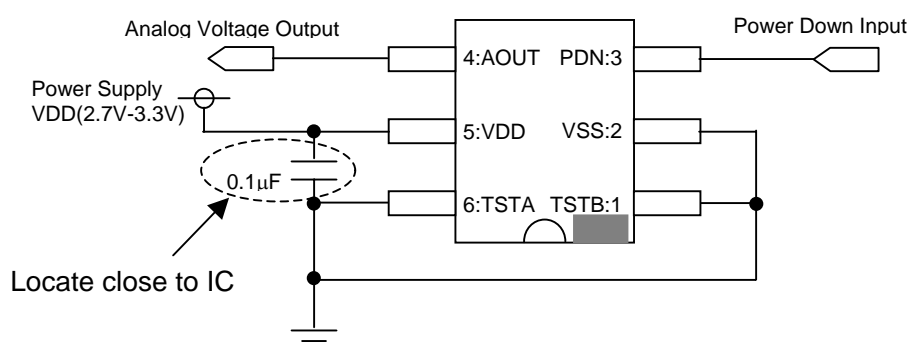 Analog Voltage Output
Power Down Input
4:AOUT PDN:3
Power Supply
VDD(2.7V-3.3V)
5:VDD VSS:2
0.1μF
6:TSTA TSTB:1
Locate close to IC